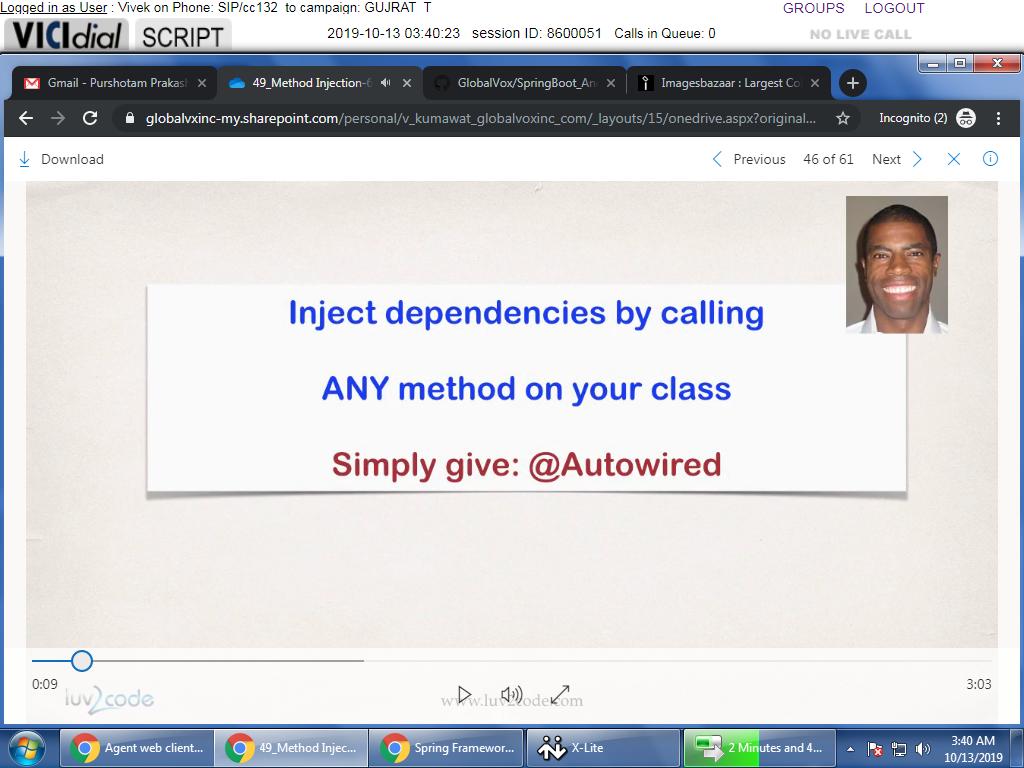 Logged in as User : Vivek on Phone: SIP/cc132 to campaign: GUJRAT_T
GROUPS LOGOUT
VICIdial SCRIPT 2019-10-13 03:40:23 session ID: 8600051 Calls in Queue: 0 NO LIVE CALL
Gmail - Purshotam Prakash 49_Method Injection- GlobalVox/SpringBoot_An Imagesbazaar : Largest Co
globalvxinc-my.sharepoint.com/personal/v_kumawat_globalvoxinc_com/_layouts/15/onedrive.aspx?original... Incognito (2)
Download Previous 46 of 61 Next
Inject dependencies by calling
ANY method on your class
Simply give: @Autowired
0:09 3:03
luv2code www.luv2code.com
Agent web client... 49_Method Injec... Spring Framewor... X-Lite 2 Minutes and 4... 3:40 AM
10/13/2019